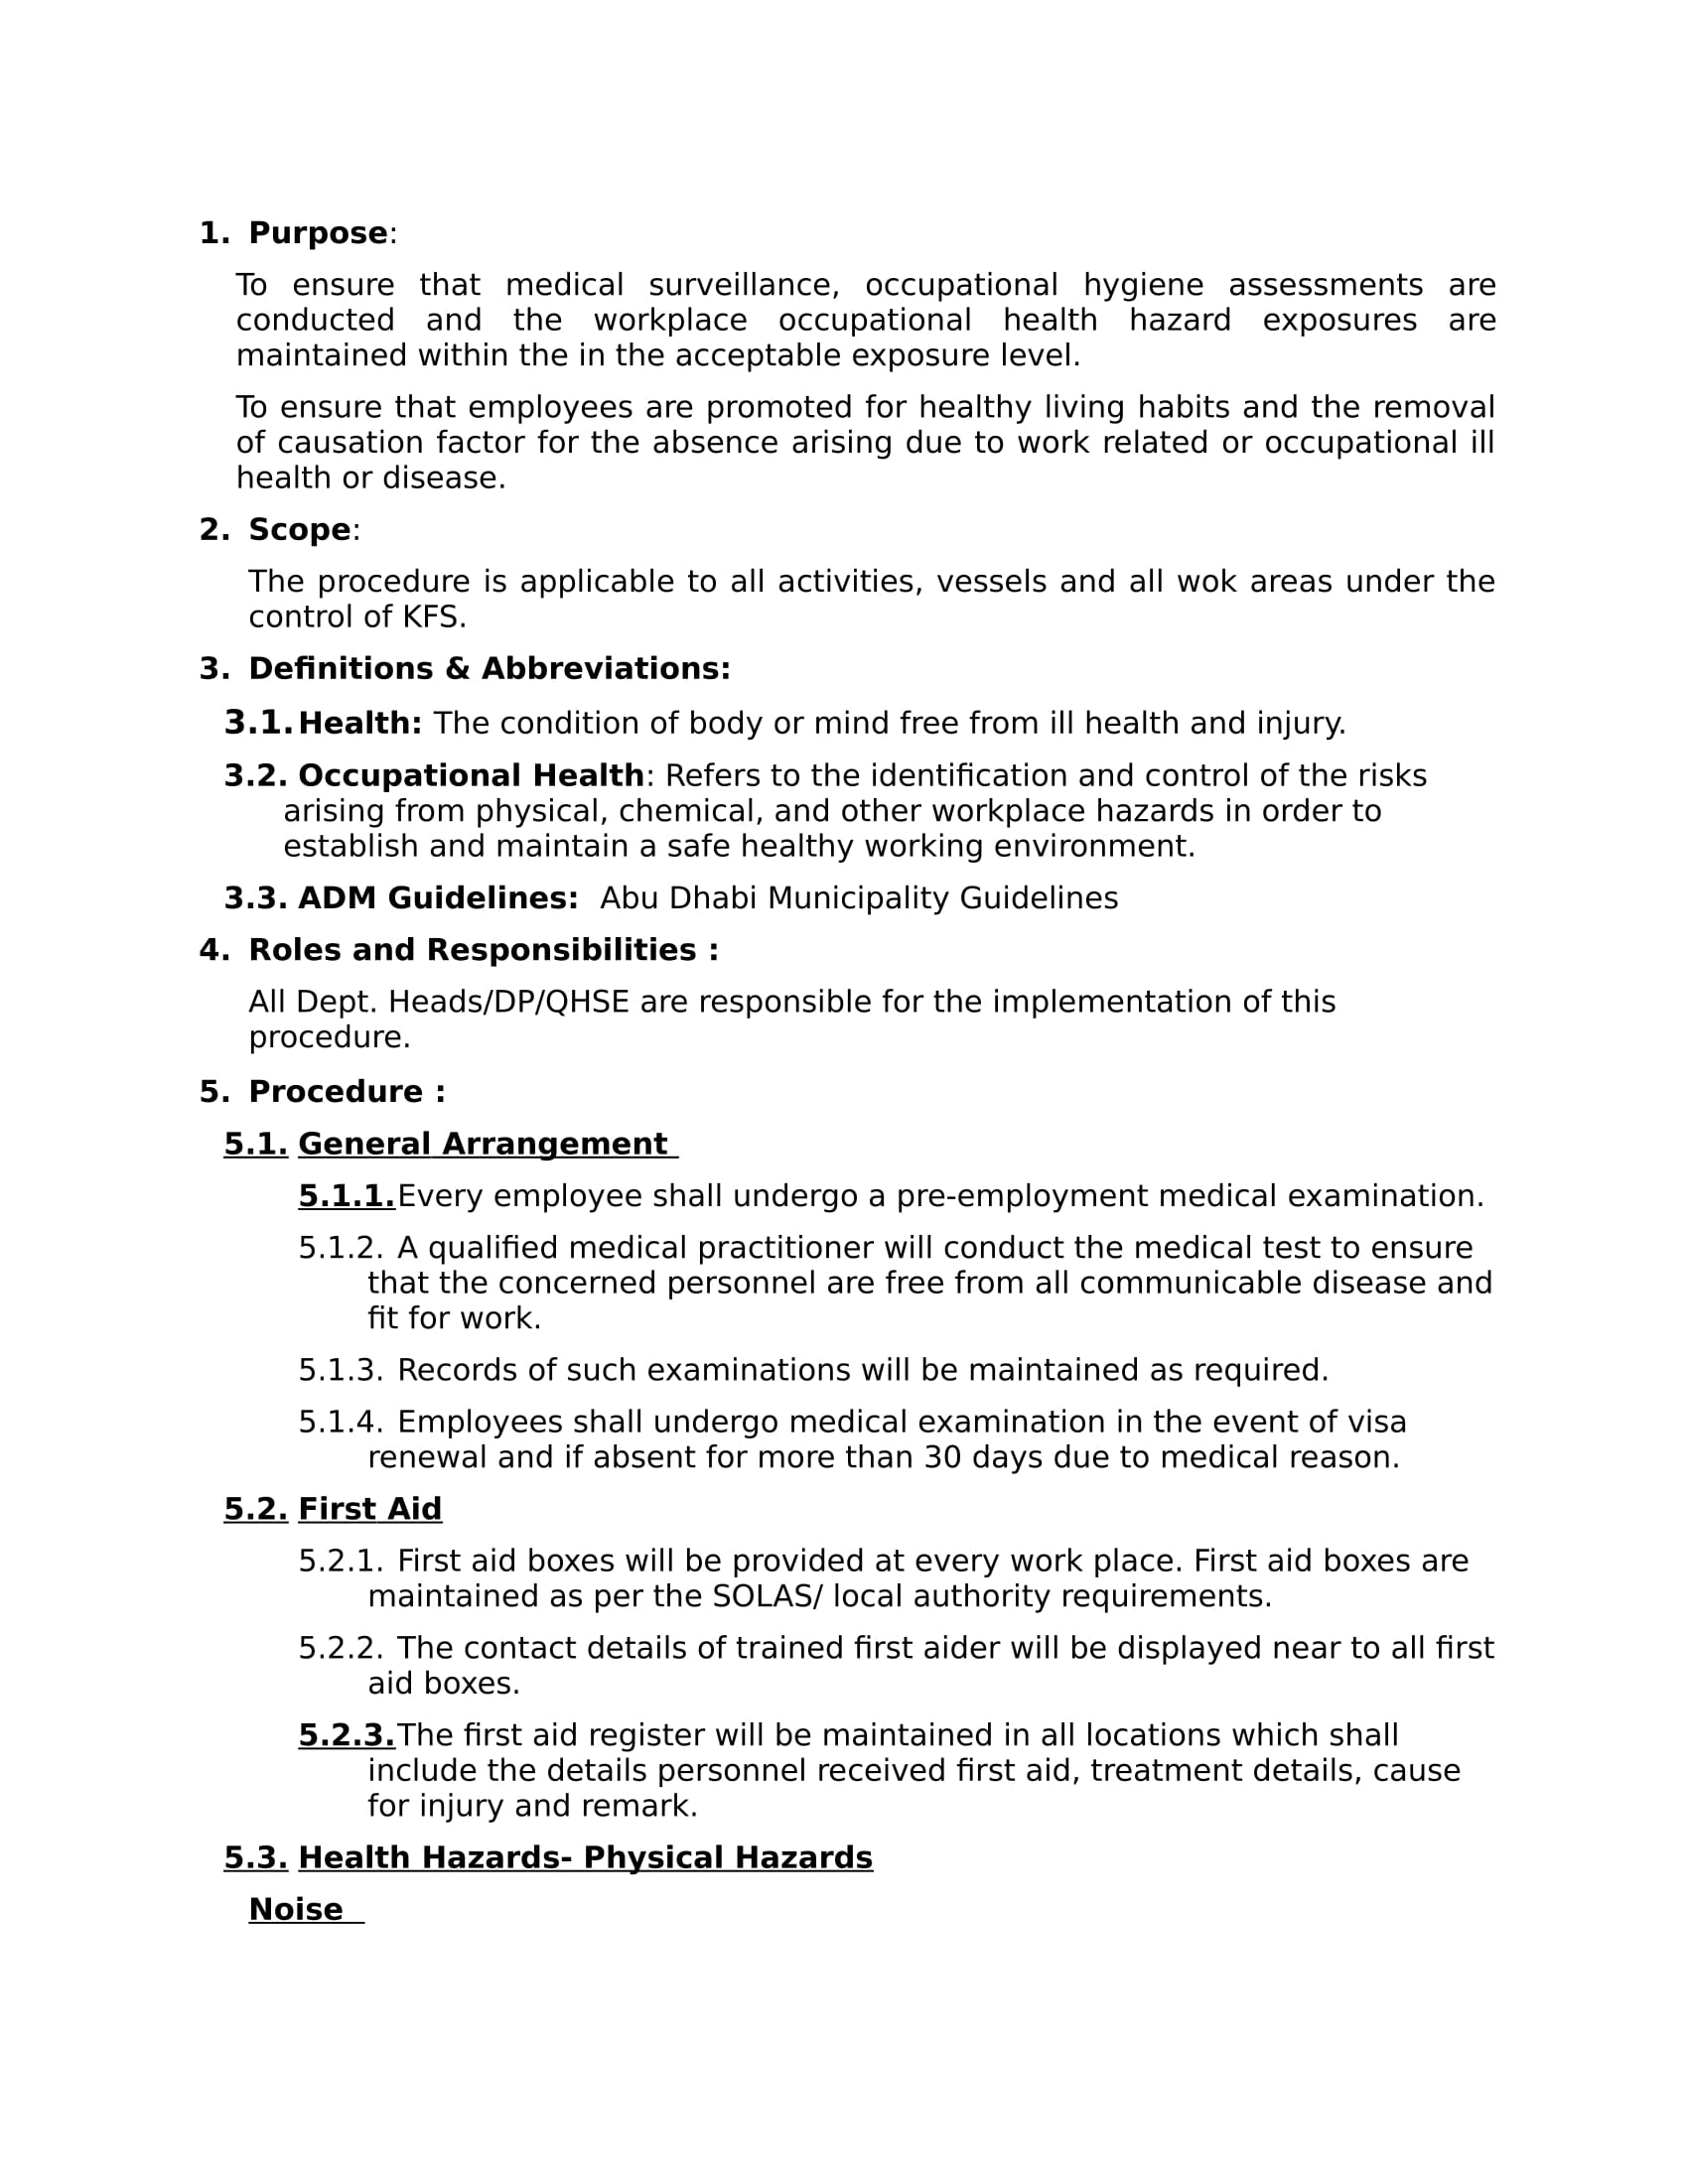 1. Purpose:
To ensure that medical surveillance, occupational hygiene assessments are
conducted and the workplace occupational health hazard exposures are
maintained within the in the acceptable exposure level.
To ensure that employees are promoted for healthy living habits and the removal
of causation factor for the absence arising due to work related or occupational ill
health or disease.
2. Scope:
The procedure is applicable to all activities, vessels and all wok areas under the
control of KFS.
3. Definitions & Abbreviations:
3.1. Health: The condition of body or mind free from ill health and injury.
3.2. Occupational Health: Refers to the identification and control of the risks
arising from physical, chemical, and other workplace hazards in order to
establish and maintain a safe healthy working environment.
3.3. ADM Guidelines: Abu Dhabi Municipality Guidelines
4. Roles and Responsibilities :
All Dept. Heads/DP/QHSE are responsible for the implementation of this
procedure.
5. Procedure :
5.1. General Arrangement
5.1.1. Every employee shall undergo a pre-employment medical examination.
5.1.2. A qualified medical practitioner will conduct the medical test to ensure
that the concerned personnel are free from all communicable disease and
fit for work.
5.1.3. Records of such examinations will be maintained as required.
5.1.4. Employees shall undergo medical examination in the event of visa
renewal and if absent for more than 30 days due to medical reason.
5.2. First Aid
5.2.1. First aid boxes will be provided at every work place. First aid boxes are
maintained as per the SOLAS/ local authority requirements.
5.2.2. The contact details of trained first aider will be displayed near to all first
aid boxes.
5.2.3. The first aid register will be maintained in all locations which shall
include the details personnel received first aid, treatment details, cause
for injury and remark.
5.3. Health Hazards- Physical Hazards
Noise